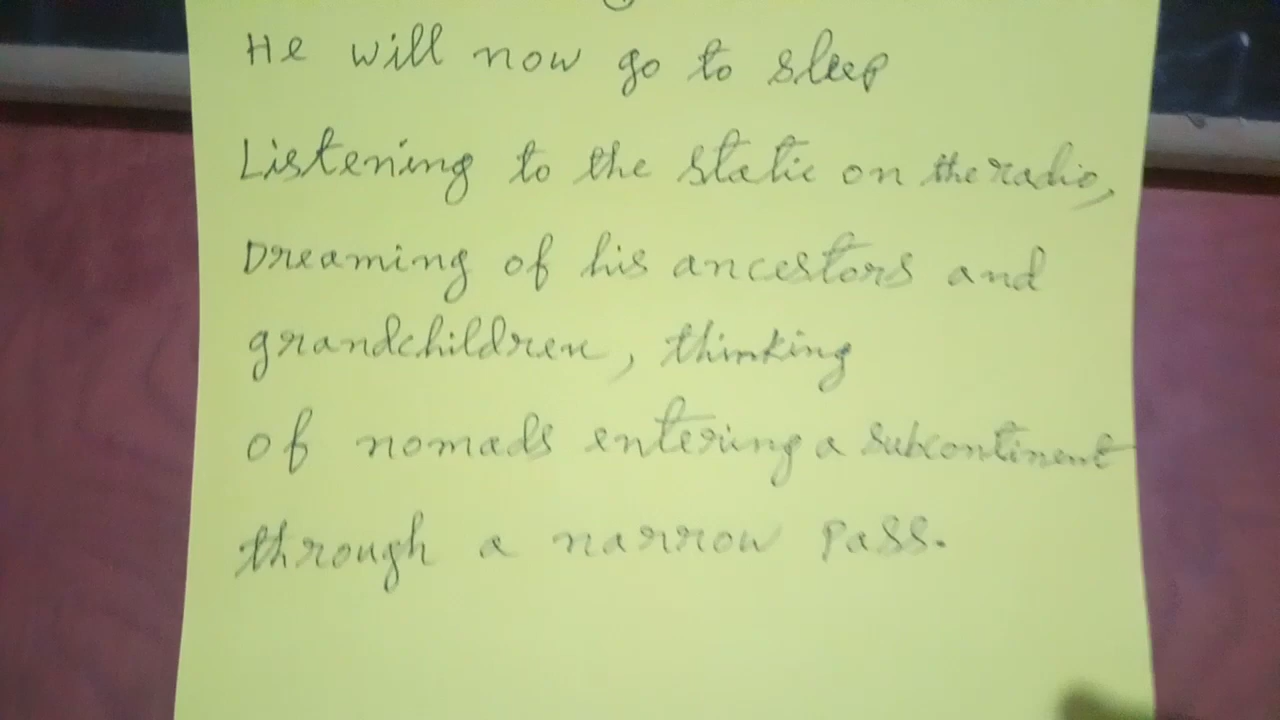 He will now go to sleep
Listening to the static on the radio,
Dreaming of his ancestors and
grandchildren, thinking
of nomads entering a subcontinent
through a narrow pass.